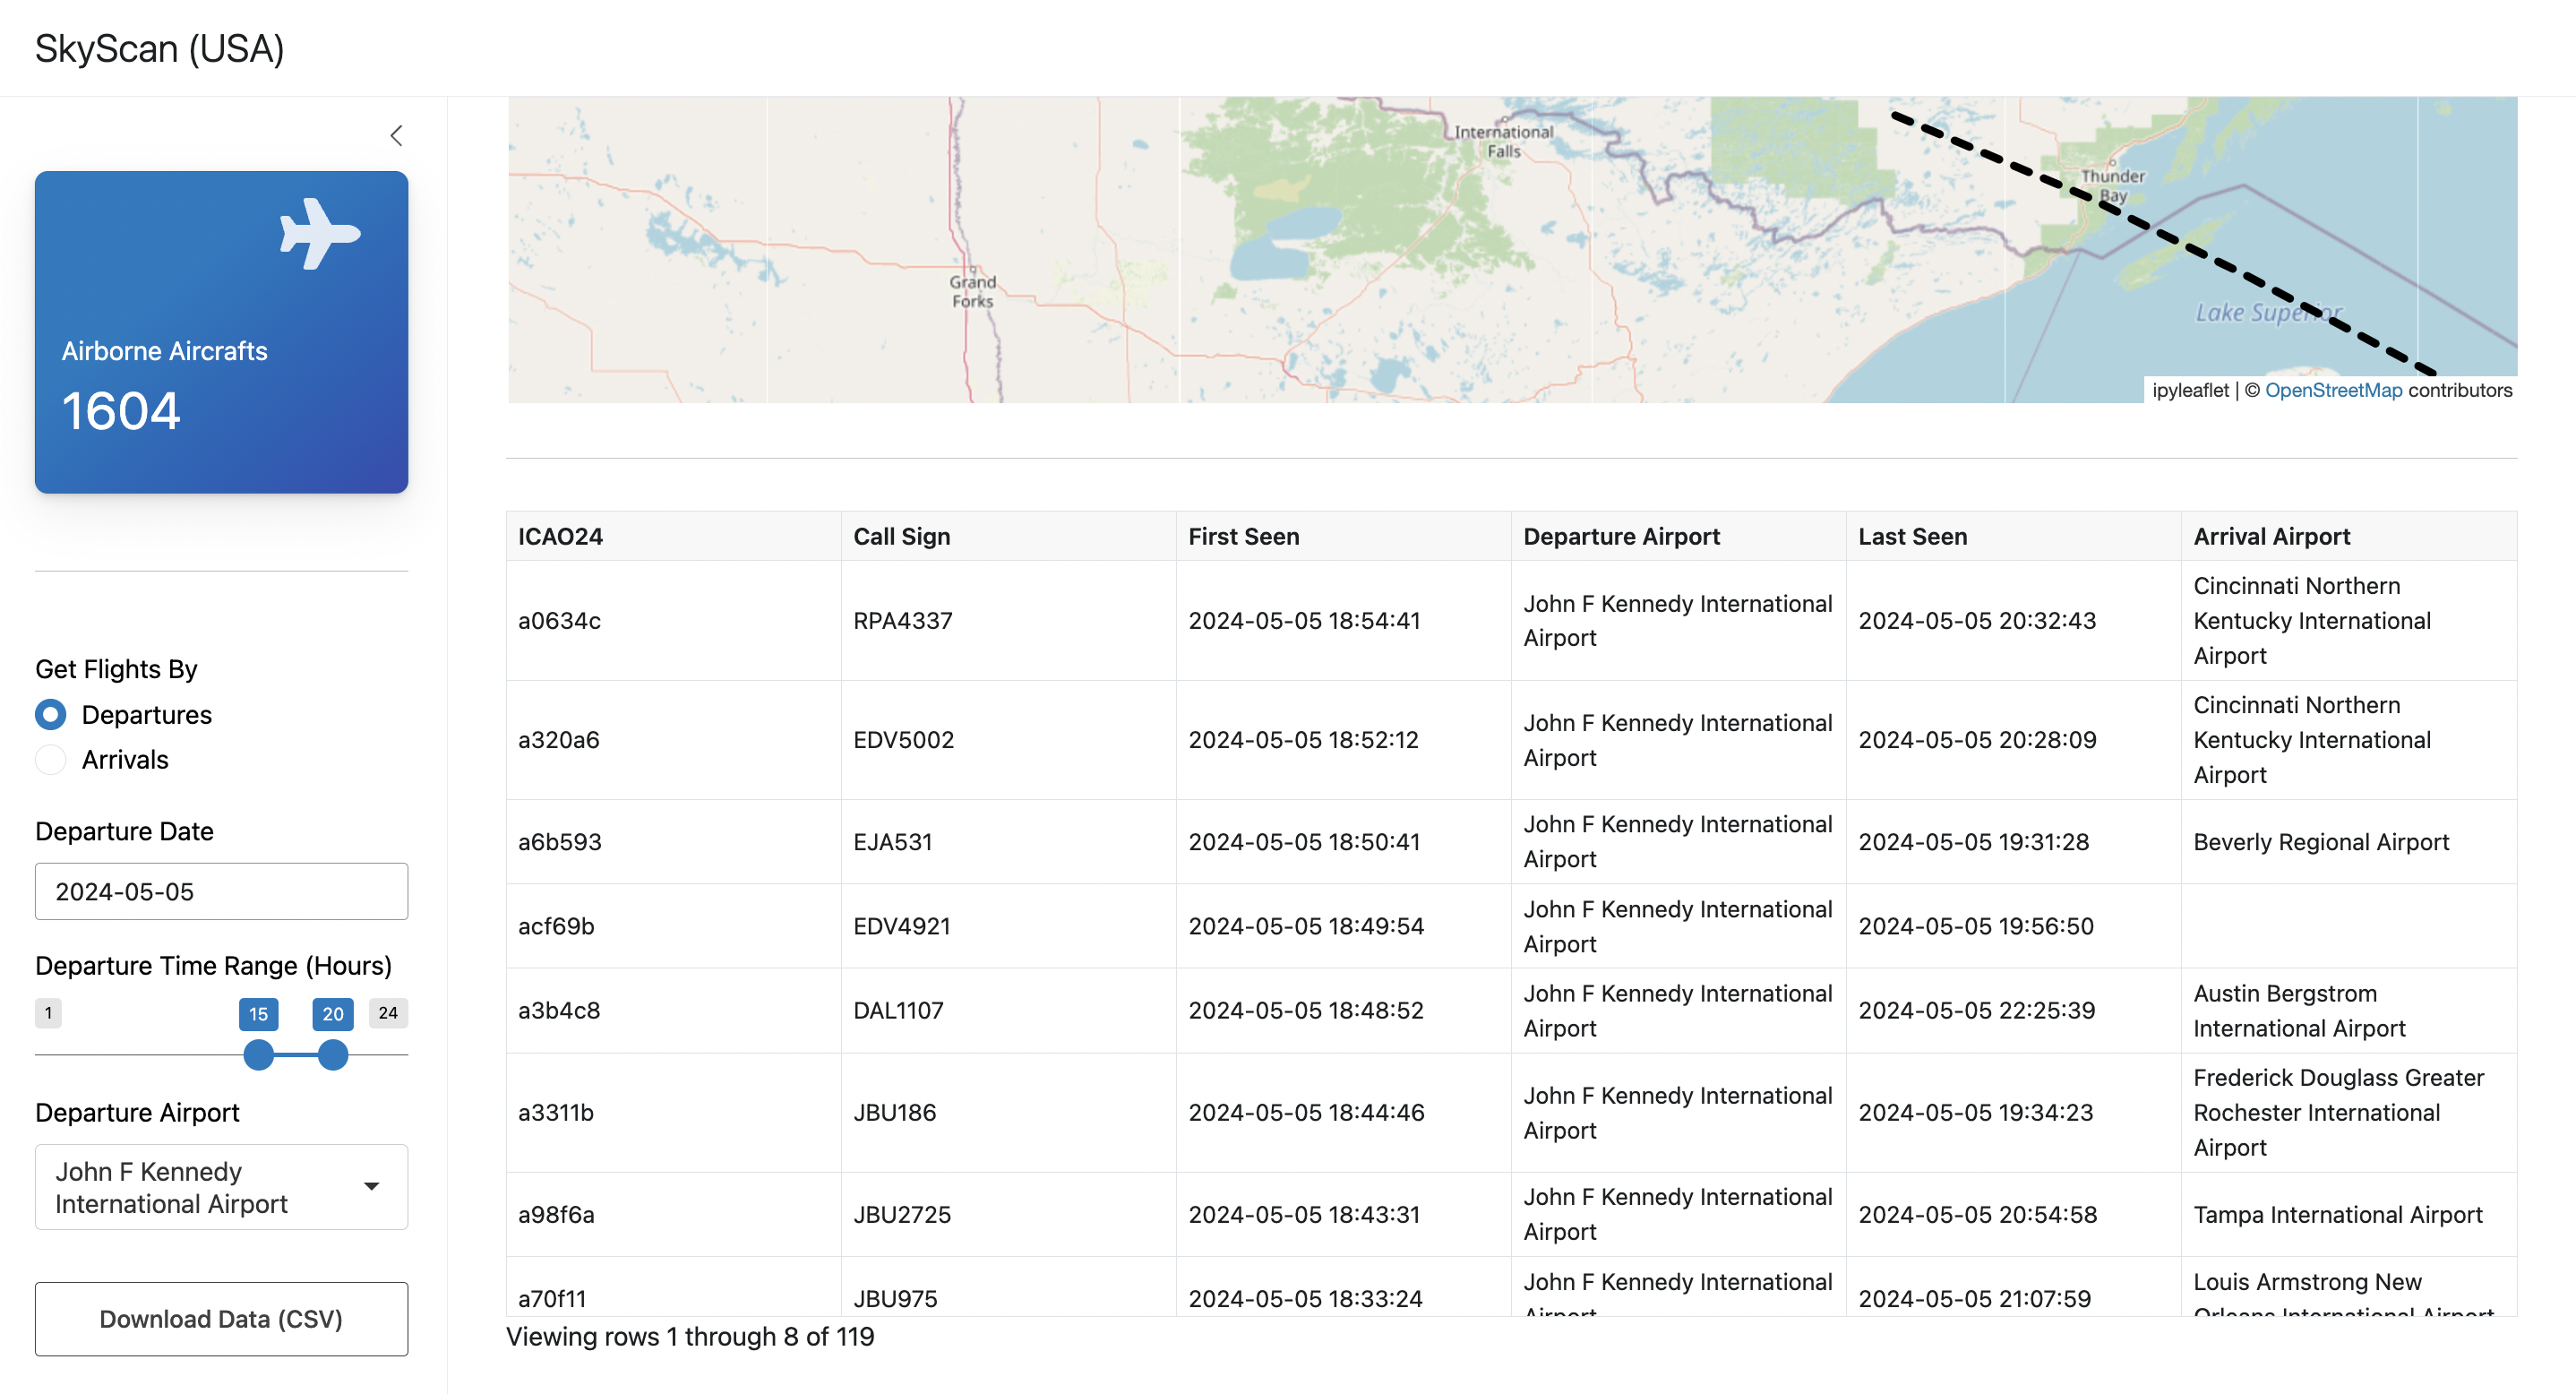 SkyScan (USA)
Airborne Aircrafts
1604
Get Flights By
Departures
Arrivals
Departure Date
2024-05-05
Departure Time Range (Hours)
1 15 20 24
Departure Airport
John F Kennedy
International Airport
Download Data (CSV)
International
Falls
Thunder
Bay
Grand
Forks
Lake Superior
ipyleaflet | © OpenStreetMap contributors
ICAO24 Call Sign First Seen Departure Airport Last Seen Arrival Airport
a0634c RPA4337 2024-05-05 18:54:41 John F Kennedy International
Airport 2024-05-05 20:32:43 Cincinnati Northern
Kentucky International
Airport
a320a6 EDV5002 2024-05-05 18:52:12 John F Kennedy International
Airport 2024-05-05 20:28:09 Cincinnati Northern
Kentucky International
Airport
a6b593 EJA531 2024-05-05 18:50:41 John F Kennedy International
Airport 2024-05-05 19:31:28 Beverly Regional Airport
acf69b EDV4921 2024-05-05 18:49:54 John F Kennedy International
Airport 2024-05-05 19:56:50
a3b4c8 DAL1107 2024-05-05 18:48:52 John F Kennedy International
Airport 2024-05-05 22:25:39 Austin Bergstrom
International Airport
a3311b JBU186 2024-05-05 18:44:46 John F Kennedy International
Airport 2024-05-05 19:34:23 Frederick Douglass Greater
Rochester International
Airport
a98f6a JBU2725 2024-05-05 18:43:31 John F Kennedy International
Airport 2024-05-05 20:54:58 Tampa International Airport
a70f11 JBU975 2024-05-05 18:33:24 John F Kennedy International
Airport 2024-05-05 21:07:59 Louis Armstrong New
Orleans International Airport
Viewing rows 1 through 8 of 119